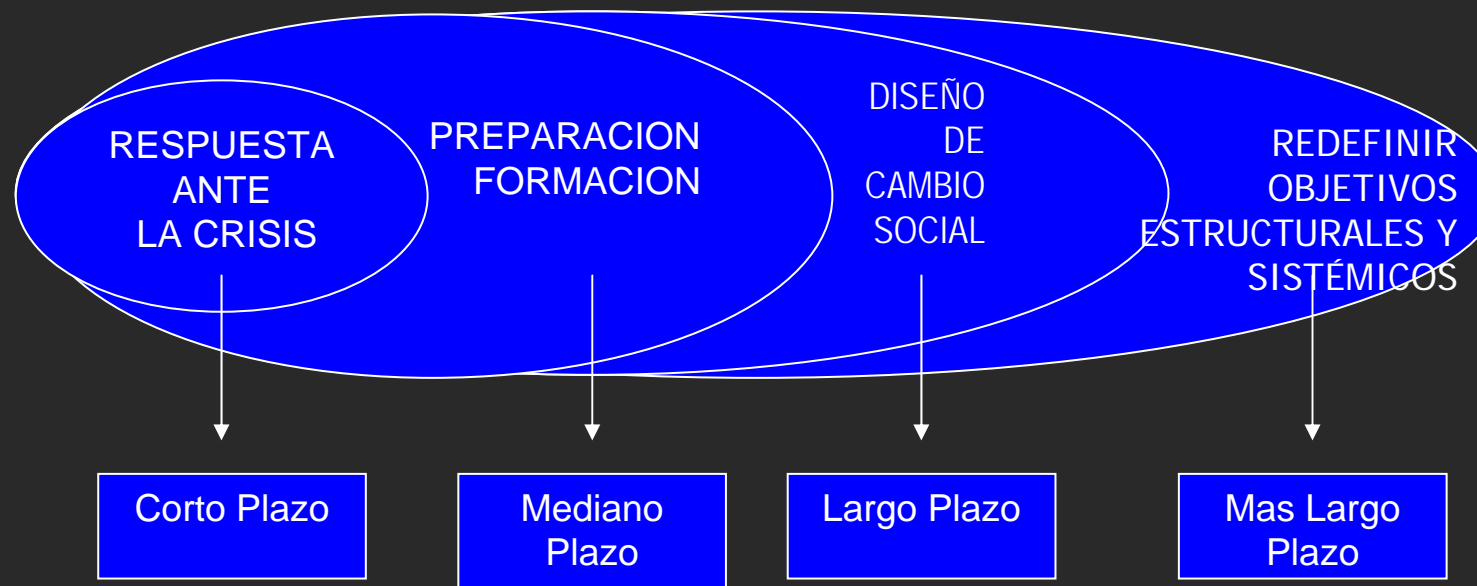 RESPUESTA
ANTE
LA CRISIS
PREPARACION
FORMACION
DISEÑO
DE
CAMBIO
SOCIAL
REDEFINIR
OBJETIVOS
ESTRUCTURALES Y
SISTÉMICOS
Corto Plazo
Mediano
Plazo
Largo Plazo
Mas Largo
Plazo